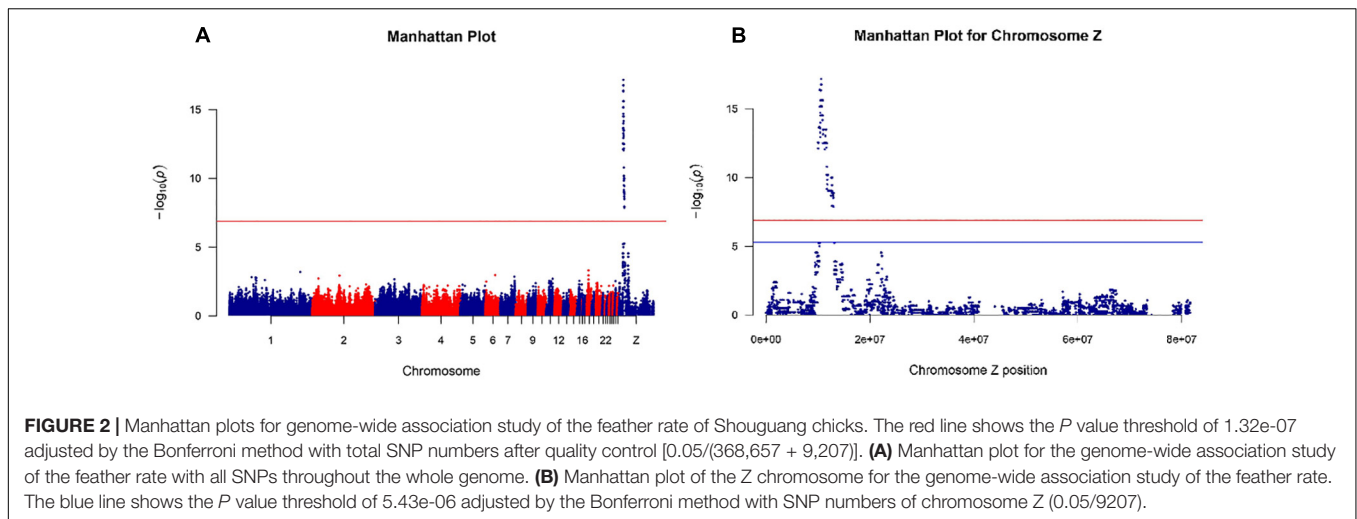 A
Manhattan Plot
15
10
5
0
−log10(p)
1 2 3 4 5 6 7 9 12 16 22 Z
Chromosome
B
Manhattan Plot for Chromosome Z
15
10
5
0
−log10(p)
0e+00 2e+07 4e+07 6e+07 8e+07
Chromosome Z position
FIGURE 2 | Manhattan plots for genome-wide association study of the feather rate of Shouguang chicks. The red line shows the P value threshold of 1.32e-07
adjusted by the Bonferroni method with total SNP numbers after quality control [0.05/(368,657 + 9,207)]. (A) Manhattan plot for the genome-wide association study
of the feather rate with all SNPs throughout the whole genome. (B) Manhattan plot of the Z chromosome for the genome-wide association study of the feather rate.
The blue line shows the P value threshold of 5.43e-06 adjusted by the Bonferroni method with SNP numbers of chromosome Z (0.05/9207).